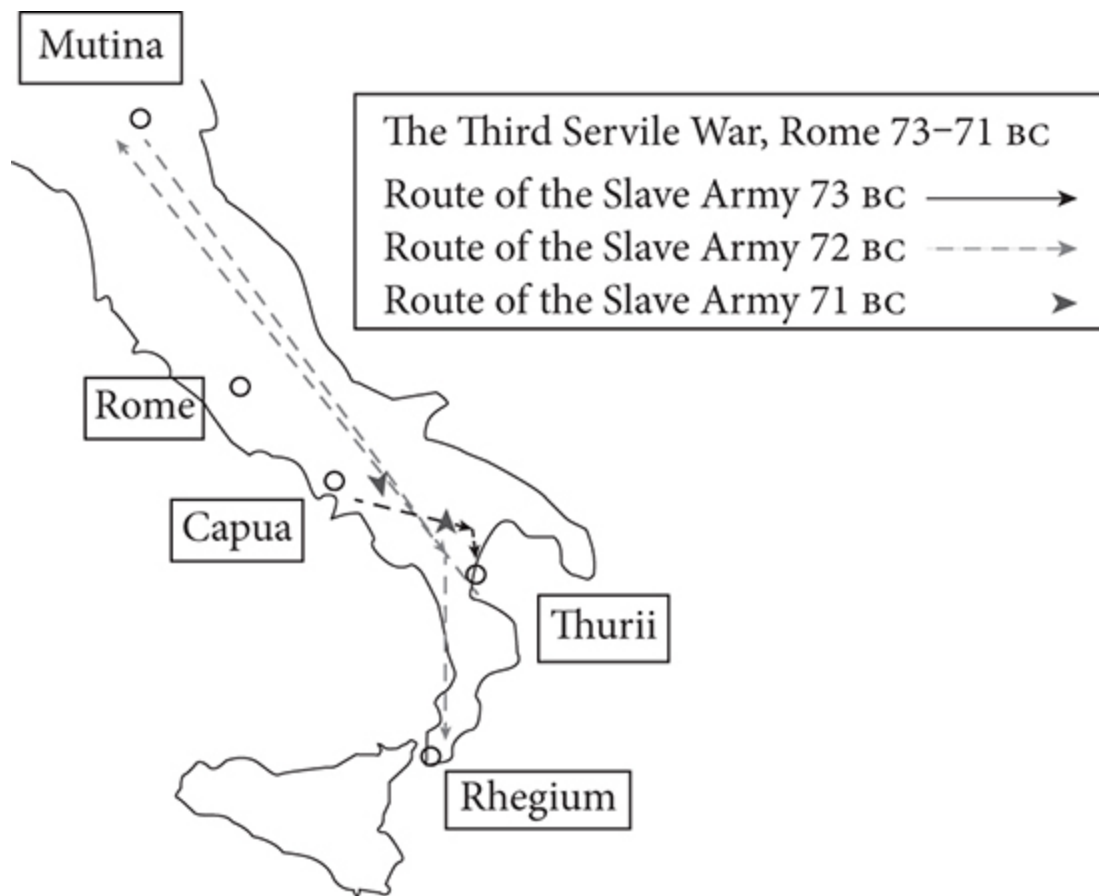 Mutina
The Third Servile War, Rome 73–71 BC
Route of the Slave Army 73 BC
Route of the Slave Army 72 BC
Route of the Slave Army 71 BC
Rome
Capua
Thurii
Rhegium